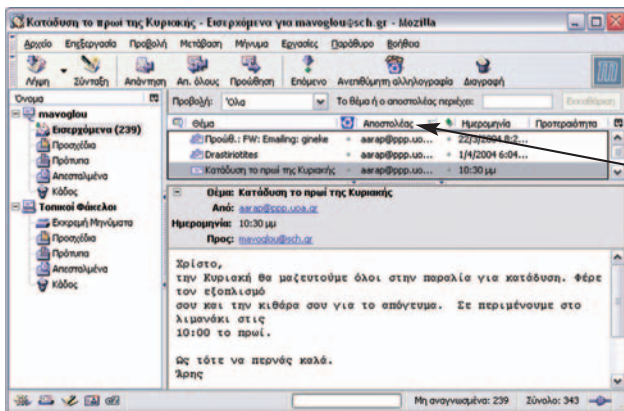 Κατάδυση το πρωί της Κυριακής - Εισερχόμενα για mavoglou@sch.gr - Mozilla
Αρχείο Επεξεργασία Προβολή Μετάβαση Μήνυμα Εργασίες Παράθυρο Βοήθεια
Λήψη Σύνταξη Απάντηση Απ. όλους Προώθηση Επόμενο Ανεπιθύμητη αλληλογραφία Διαγραφή
Όνομα
mavoglou
Εισερχόμενα (239)
Προσχέδια
Πρότυπα
Απεσταλμένα
Κάδος
Τοπικοί Φάκελοι
Εκκρεμή Μηνύματα
Προσχέδια
Πρότυπα
Απεσταλμένα
Κάδος
Προβολή: Όλα Το θέμα ή ο αποστολέας περιέχει: Εκκαθάριση
Θέμα Αποστολέας Ημερομηνία Προτεραιότητα
Προώθ.: FW: Emailing: gineke aarap@ppp.uo... 22/3/2004 8:2...
Drastiriotites aarap@ppp.uo... 1/4/2004 6:04...
Κατάδυση το πρωί της Κυριακής aarap@ppp.uo... 10:30 μμ
Θέμα: Κατάδυση το πρωί της Κυριακής
Από: aarap@ppp.uoa.gr
Ημερομηνία: 10:30 μμ
Προς: mavoglou@sch.gr
Χρίστο,
την Κυριακή θα μαζευτούμε όλοι στην παραλία για κατάδυση. Φέρε
τον εξοπλισμό
σου και την κιθάρα σου για το απόγευμα. Σε περιμένουμε στο
λιμανάκι στις
10:00 το πρωί.
Ως τότε να περνάς καλά.
Άρης
Μη αναγνωσμένα: 239 Σύνολο: 343